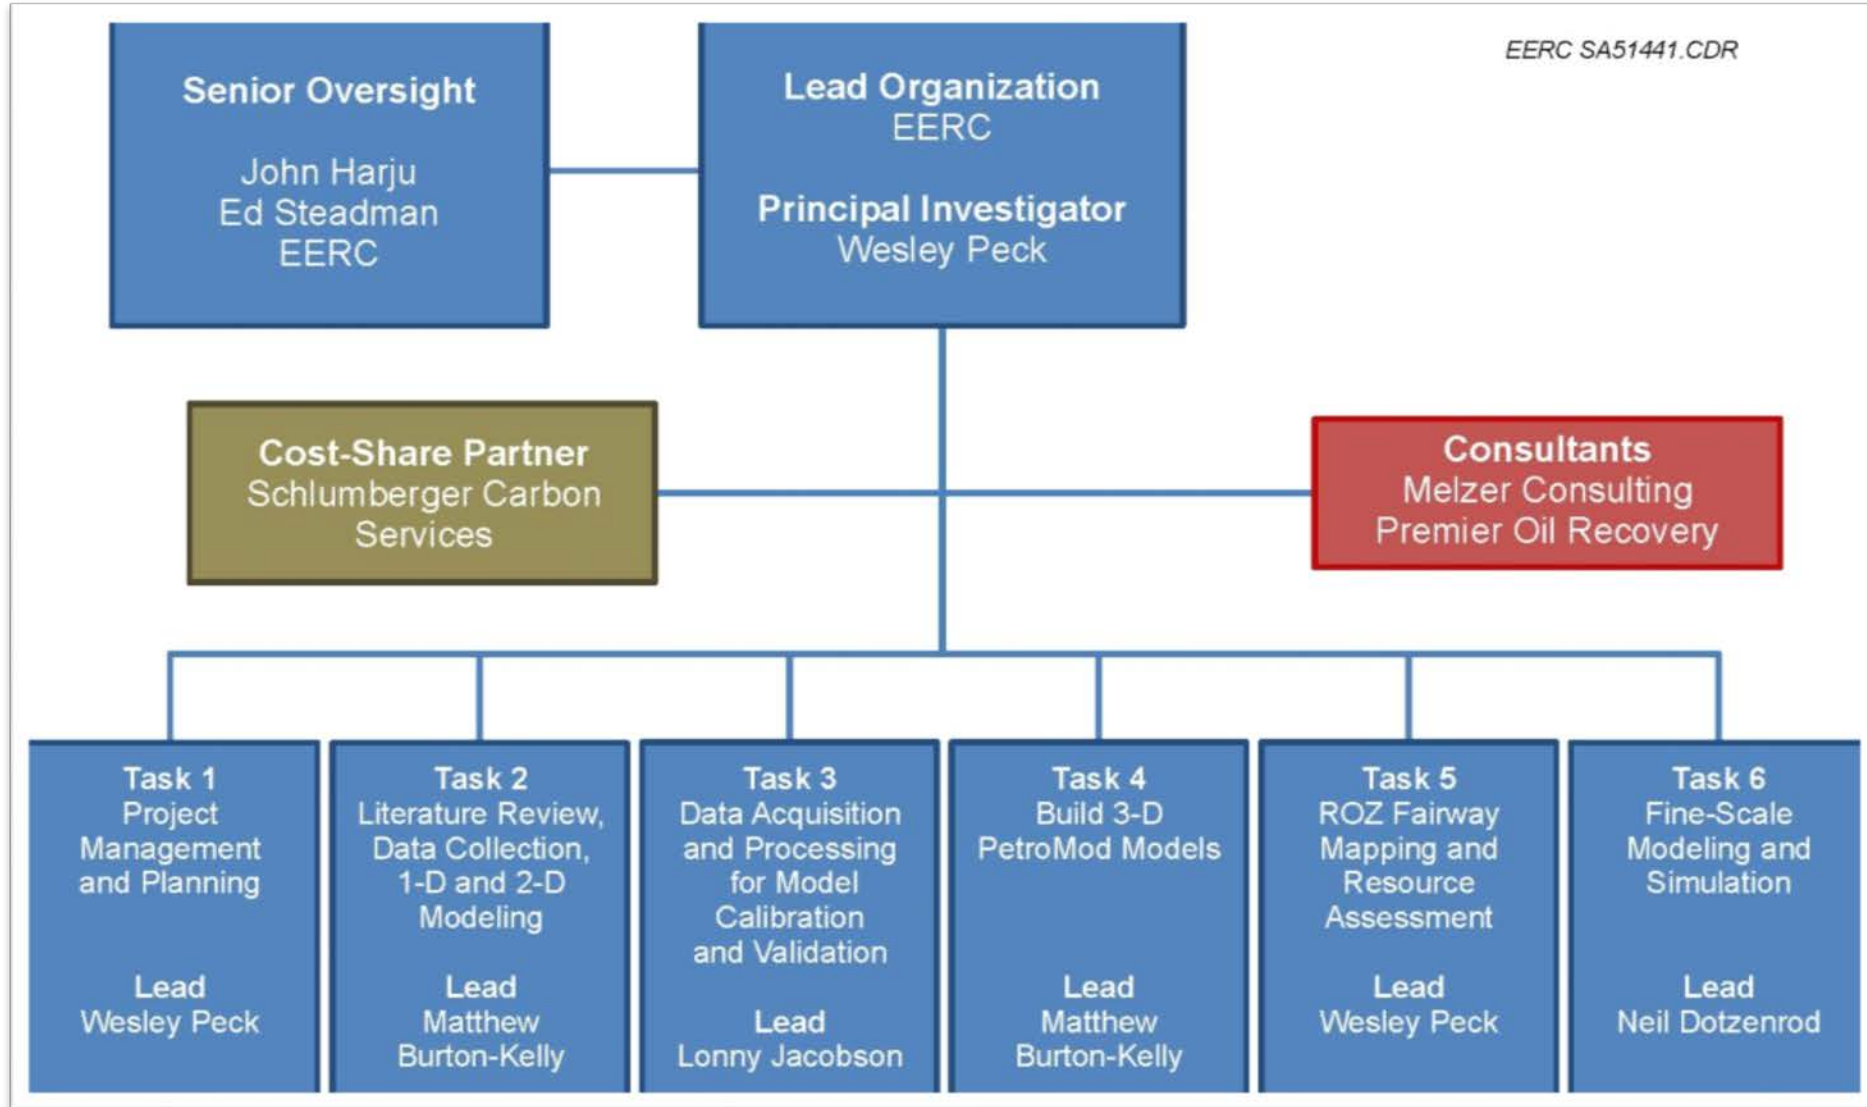 EERC SA51441.CDR
Senior Oversight
John Harju
Ed Steadman
EERC
Lead Organization
EERC
Principal Investigator
Wesley Peck
Cost-Share Partner
Schlumberger Carbon
Services
Consultants
Melzer Consulting
Premier Oil Recovery
Task 1
Project
Management
and Planning
Lead
Wesley Peck
Task 2
Literature Review,
Data Collection,
1-D and 2-D
Modeling
Lead
Matthew
Burton-Kelly
Task 3
Data Acquisition
and Processing
for Model
Calibration
and Validation
Lead
Lonny Jacobson
Task 4
Build 3-D
PetroMod Models
Lead
Matthew
Burton-Kelly
Task 5
ROZ Fairway
Mapping and
Resource
Assessment
Lead
Wesley Peck
Task 6
Fine-Scale
Modeling and
Simulation
Lead
Neil Dotzenrod